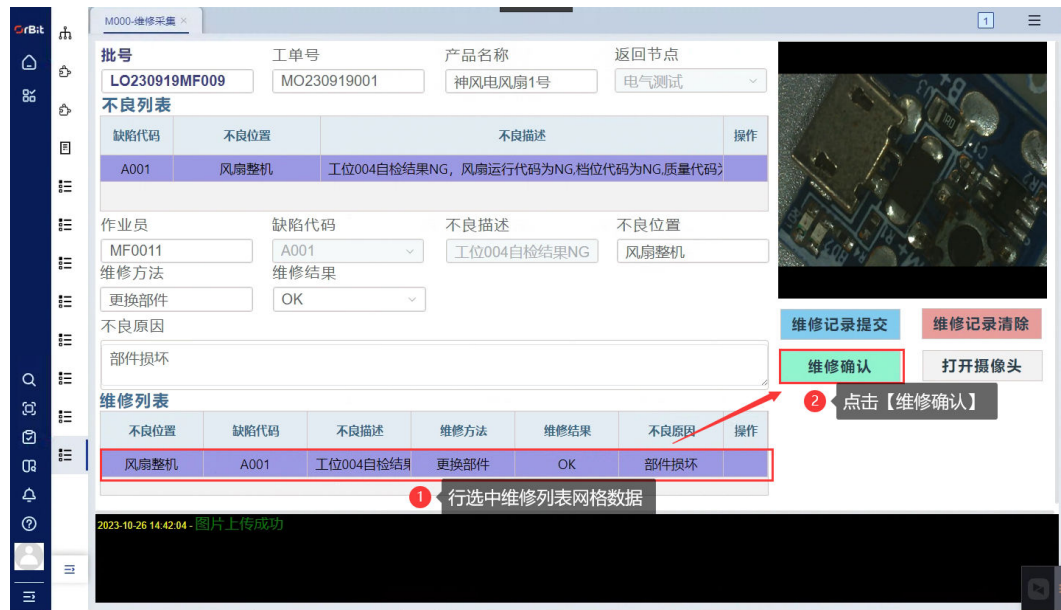 OrBit
M000-维修采集 ×
1
批号 工单号 产品名称 返回节点
LO230919MF009 MO230919001 神风电风扇1号 电气测试
不良列表
缺陷代码 不良位置 不良描述 操作
A001 风扇整机 工位004自检结果NG，风扇运行代码为NG,档位代码为NG,质量代码为
作业员 缺陷代码 不良描述 不良位置
MF0011 A001 工位004自检结果NG 风扇整机
维修方法 维修结果
更换部件 OK
不良原因
部件损坏
维修记录提交 维修记录清除
维修确认 打开摄像头
2 点击【维修确认】
维修列表
不良位置 缺陷代码 不良描述 维修方法 维修结果 不良原因 操作
风扇整机 A001 工位004自检结果 更换部件 OK 部件损坏
1 行选中维修列表网格数据
2023-10-26 14:42:04 - 图片上传成功